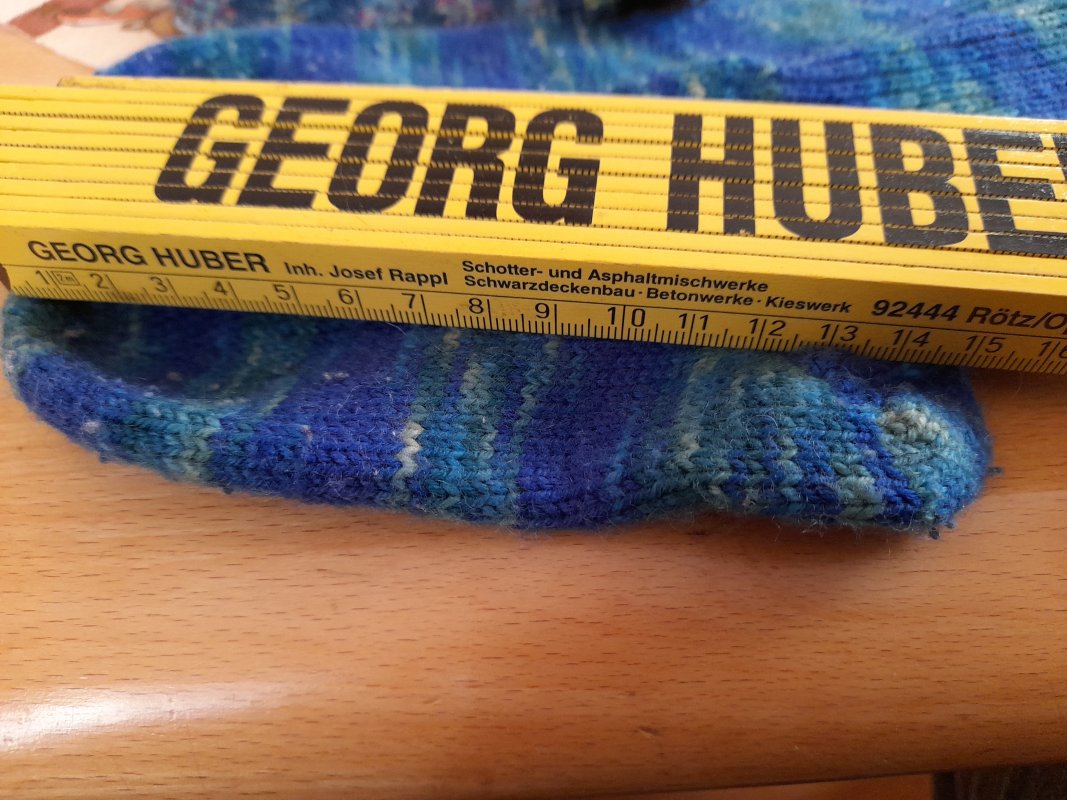 GEORG HUBE
GEORG HUBER Inh. Josef Rappl Schotter- und Asphaltmischwerke
Schwarzdeckenbau · Betonwerke · Kieswerk 92444 Rötz/O
1 2 m 2 3 4 5 6 7 8 9 10 11 12 13 14 15 16